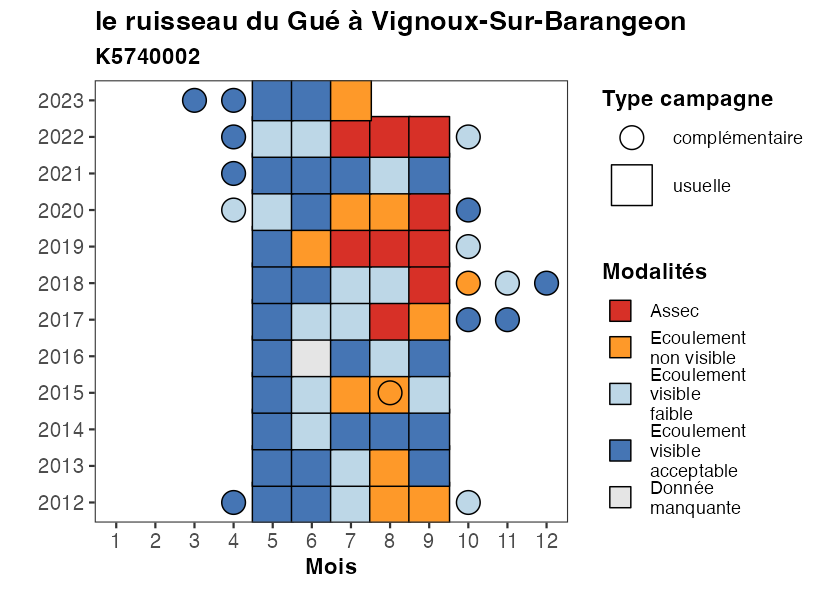 le ruisseau du Gué à Vignoux-Sur-Barangeon
K5740002
2023
2022
2021
2020
2019
2018
2017
2016
2015
2014
2013
2012
1 2 3 4 5 6 7 8 9 10 11 12
Mois
Type campagne
complémentaire
usuelle
Modalités
Assec
Ecoulement
non visible
Ecoulement
visible
faible
Ecoulement
visible
acceptable
Donnée
manquante